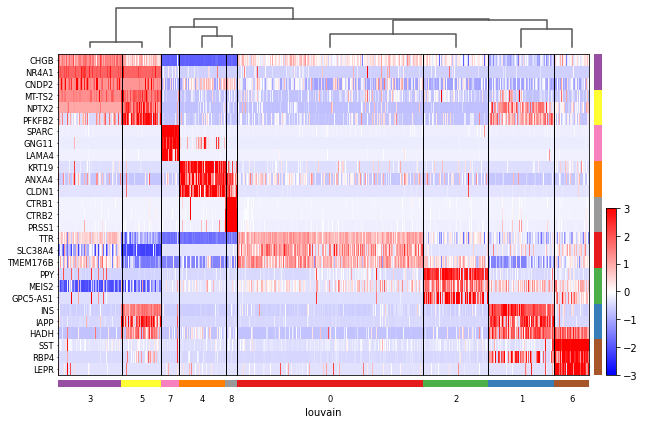 CHGB
NR4A1
CNDP2
MT-TS2
NPTX2
PFKFB2
SPARC
GNG11
LAMA4
KRT19
ANXA4
CLDN1
CTRB1
CTRB2
PRSS1
TTR
SLC38A4
TMEM176B
PPY
MEIS2
GPC5-AS1
INS
IAPP
HADH
SST
RBP4
LEPR
3
2
1
0
−1
−2
−3
3 5 7 4 8 0 2 1 6
louvain